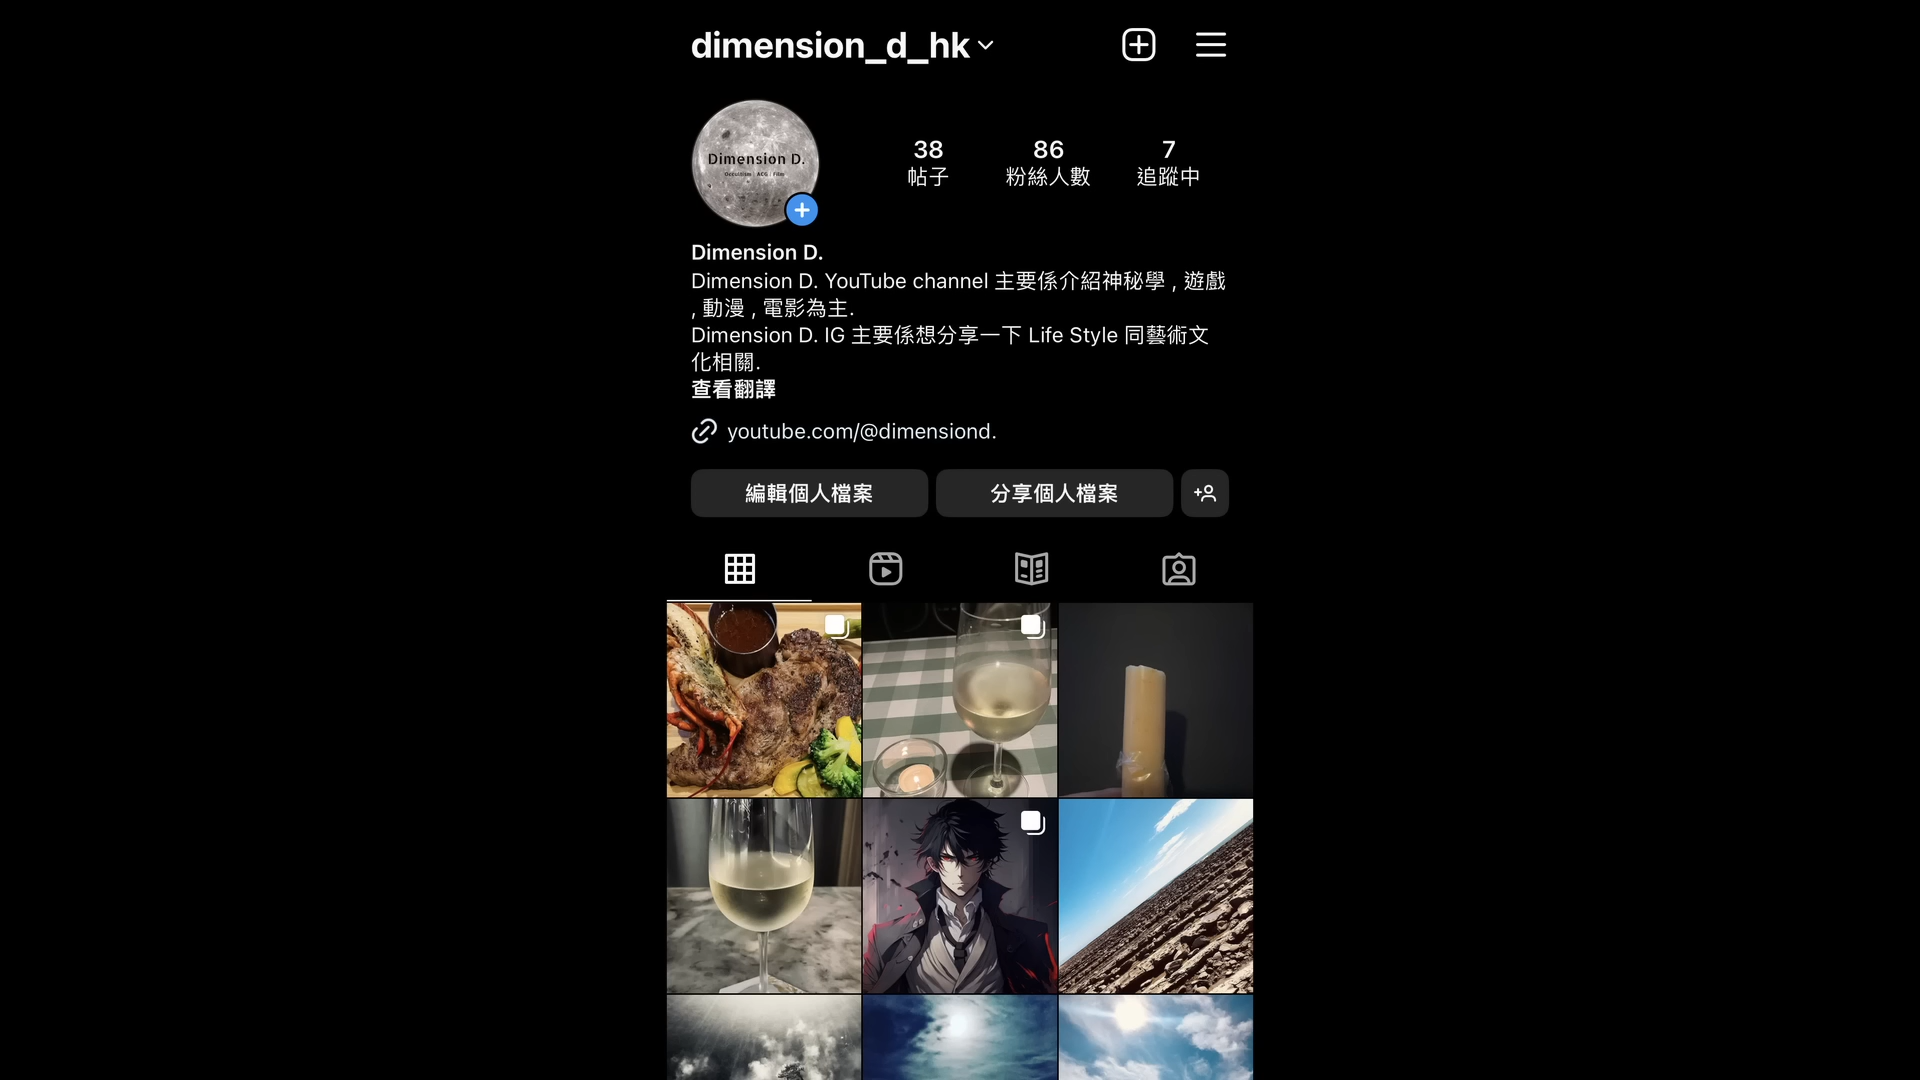 dimension_d_hk
Dimension D.
Occultism | ACG | Film
38
帖子
86
粉絲人數
7
追蹤中
Dimension D.
Dimension D. YouTube channel 主要係介紹神秘學 , 遊戲
, 動漫 , 電影為主.
Dimension D. IG 主要係想分享一下 Life Style 同藝術文
化相關.
查看翻譯
youtube.com/@dimensiond.
編輯個人檔案
分享個人檔案